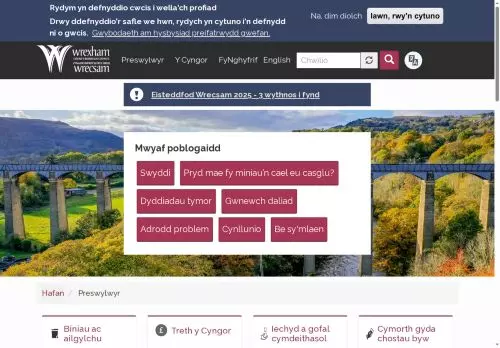 Rydym yn defnyddio cwcis i wella'ch profiad
Drwy ddefnyddio'r safle we hwn, rydych yn cytuno i'n defnydd
ni o gwcis. Gwybodaeth am hysbysiad preifatrwydd gwefan.
Na, dim diolch
Iawn, rwy'n cytuno
wrexham
wrecsam
Preswylwyr
Y Cyngor
FyNghyfrif
English
Chwilio
Eisteddfod Wrecsam 2025 - 3 wythnos i fynd
Mwyaf poblogaidd
Swyddi
Pryd mae fy miniau'n cael eu casglu?
Dyddiadau tymor
Gwnewch daliad
Adrodd problem
Cynllunio
Be sy'mlaen
Hafan / Preswylwyr
Biniau ac
ailgylchu
Treth y Cyngor
Iechyd a gofal
cymdeithasol
Cymorth gyda
chostau byw